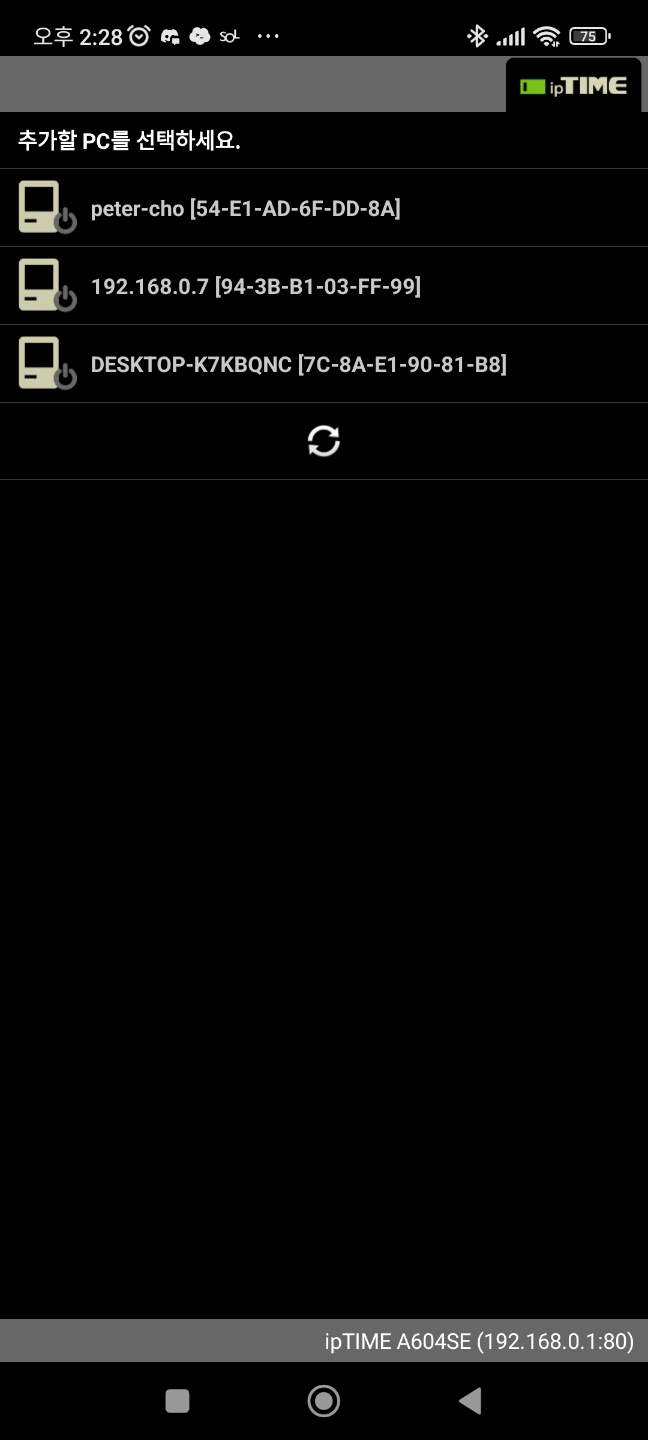 오후 2:28 SOL ... 75
ipTIME
추가할 PC를 선택하세요.
peter-cho [54-E1-AD-6F-DD-8A]
192.168.0.7 [94-3B-B1-03-FF-99]
DESKTOP-K7KBQNC [7C-8A-E1-90-81-B8]
ipTIME A604SE (192.168.0.1:80)